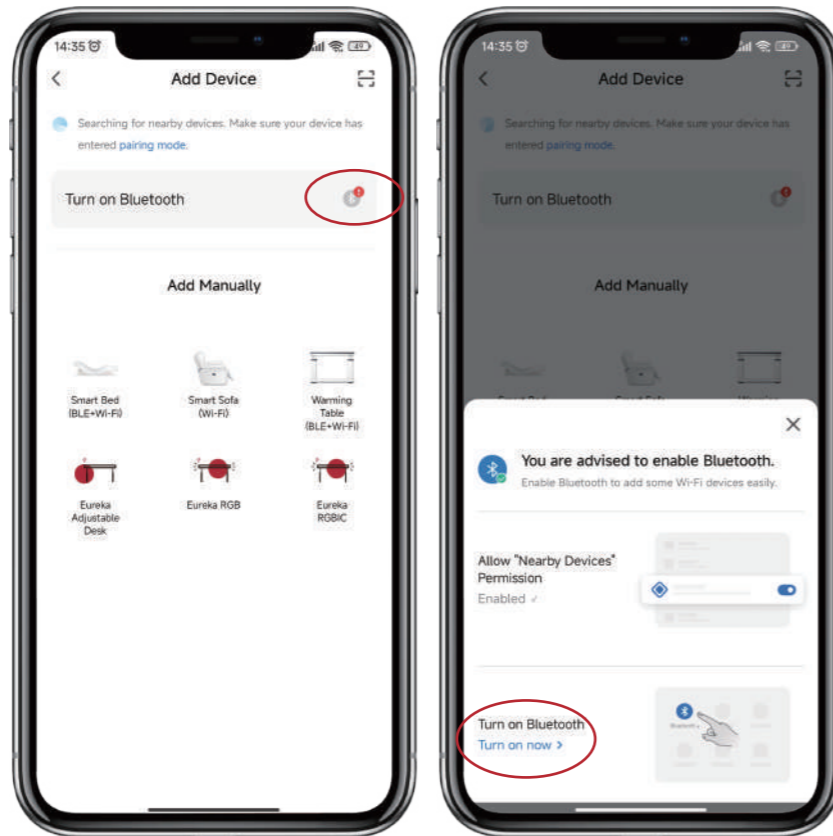 14:35
49
Add Device
Searching for nearby devices. Make sure your device has
entered pairing mode.
Turn on Bluetooth
Add Manually
Smart Bed
(BLE+Wi-Fi)
Smart Sofa
(Wi-Fi)
Warming
Table
(BLE+Wi-Fi)
Eureka
Adjustable
Desk
Eureka RGB
Eureka
RGBIC
14:35
49
Add Device
Searching for nearby devices. Make sure your device has
entered pairing mode.
Turn on Bluetooth
Add Manually
You are advised to enable Bluetooth.
Enable Bluetooth to add some Wi-Fi devices easily.
Allow "Nearby Devices"
Permission
Enabled ✓
Turn on Bluetooth
Turn on now >
Bluetooth